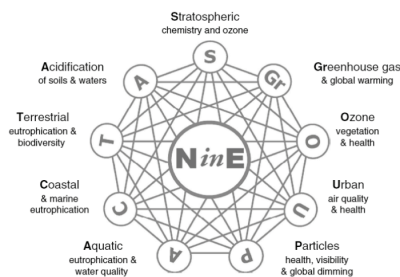 Stratospheric
chemistry and ozone
Acidification
of soils & waters
Greenhouse gas
& global warming
S
A
Gr
Terrestrial
eutrophication &
biodiversity
Ozone
vegetation
& health
T
O
NinE
Coastal
& marine
eutrophication
Urban
air quality
& health
C
U
A
P
Aquatic
eutrophication &
water quality
Particles
health, visibility
& global dimming